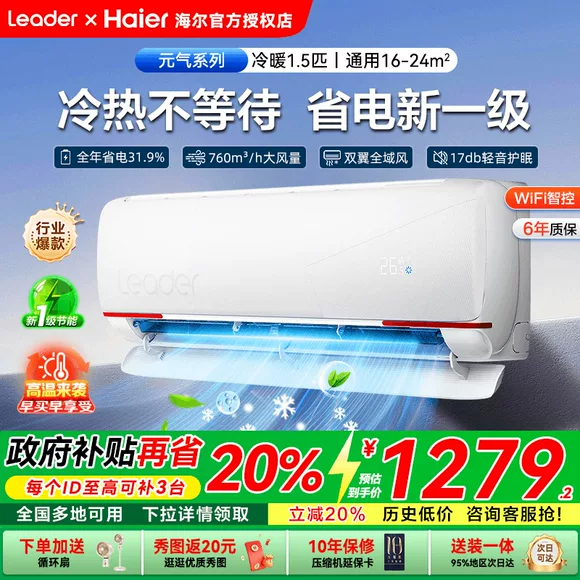 Leader × Haier 海尔官方授权店
元气系列 冷暖1.5匹 | 通用16-24m²
冷热不等待 省电新一级
全年省电31.9% 760m³/h大风量 双翼全域风 17db轻音护眠
WiFi智控
6年质保
行业
爆款
Leader
26
新1级节能
高温来袭
早买早享受
政府补贴再省
每个ID至高可补3台
20%
预估
到手价
¥1279.2
全国多地可用 下拉详情领取 立减20% 历史低价 咨询客服抢!
下单加送
循环扇
秀图返20元
逛逛优质秀图
10年保修
压缩机延保卡
10
送装一体
95%地区次日达
次日
可达